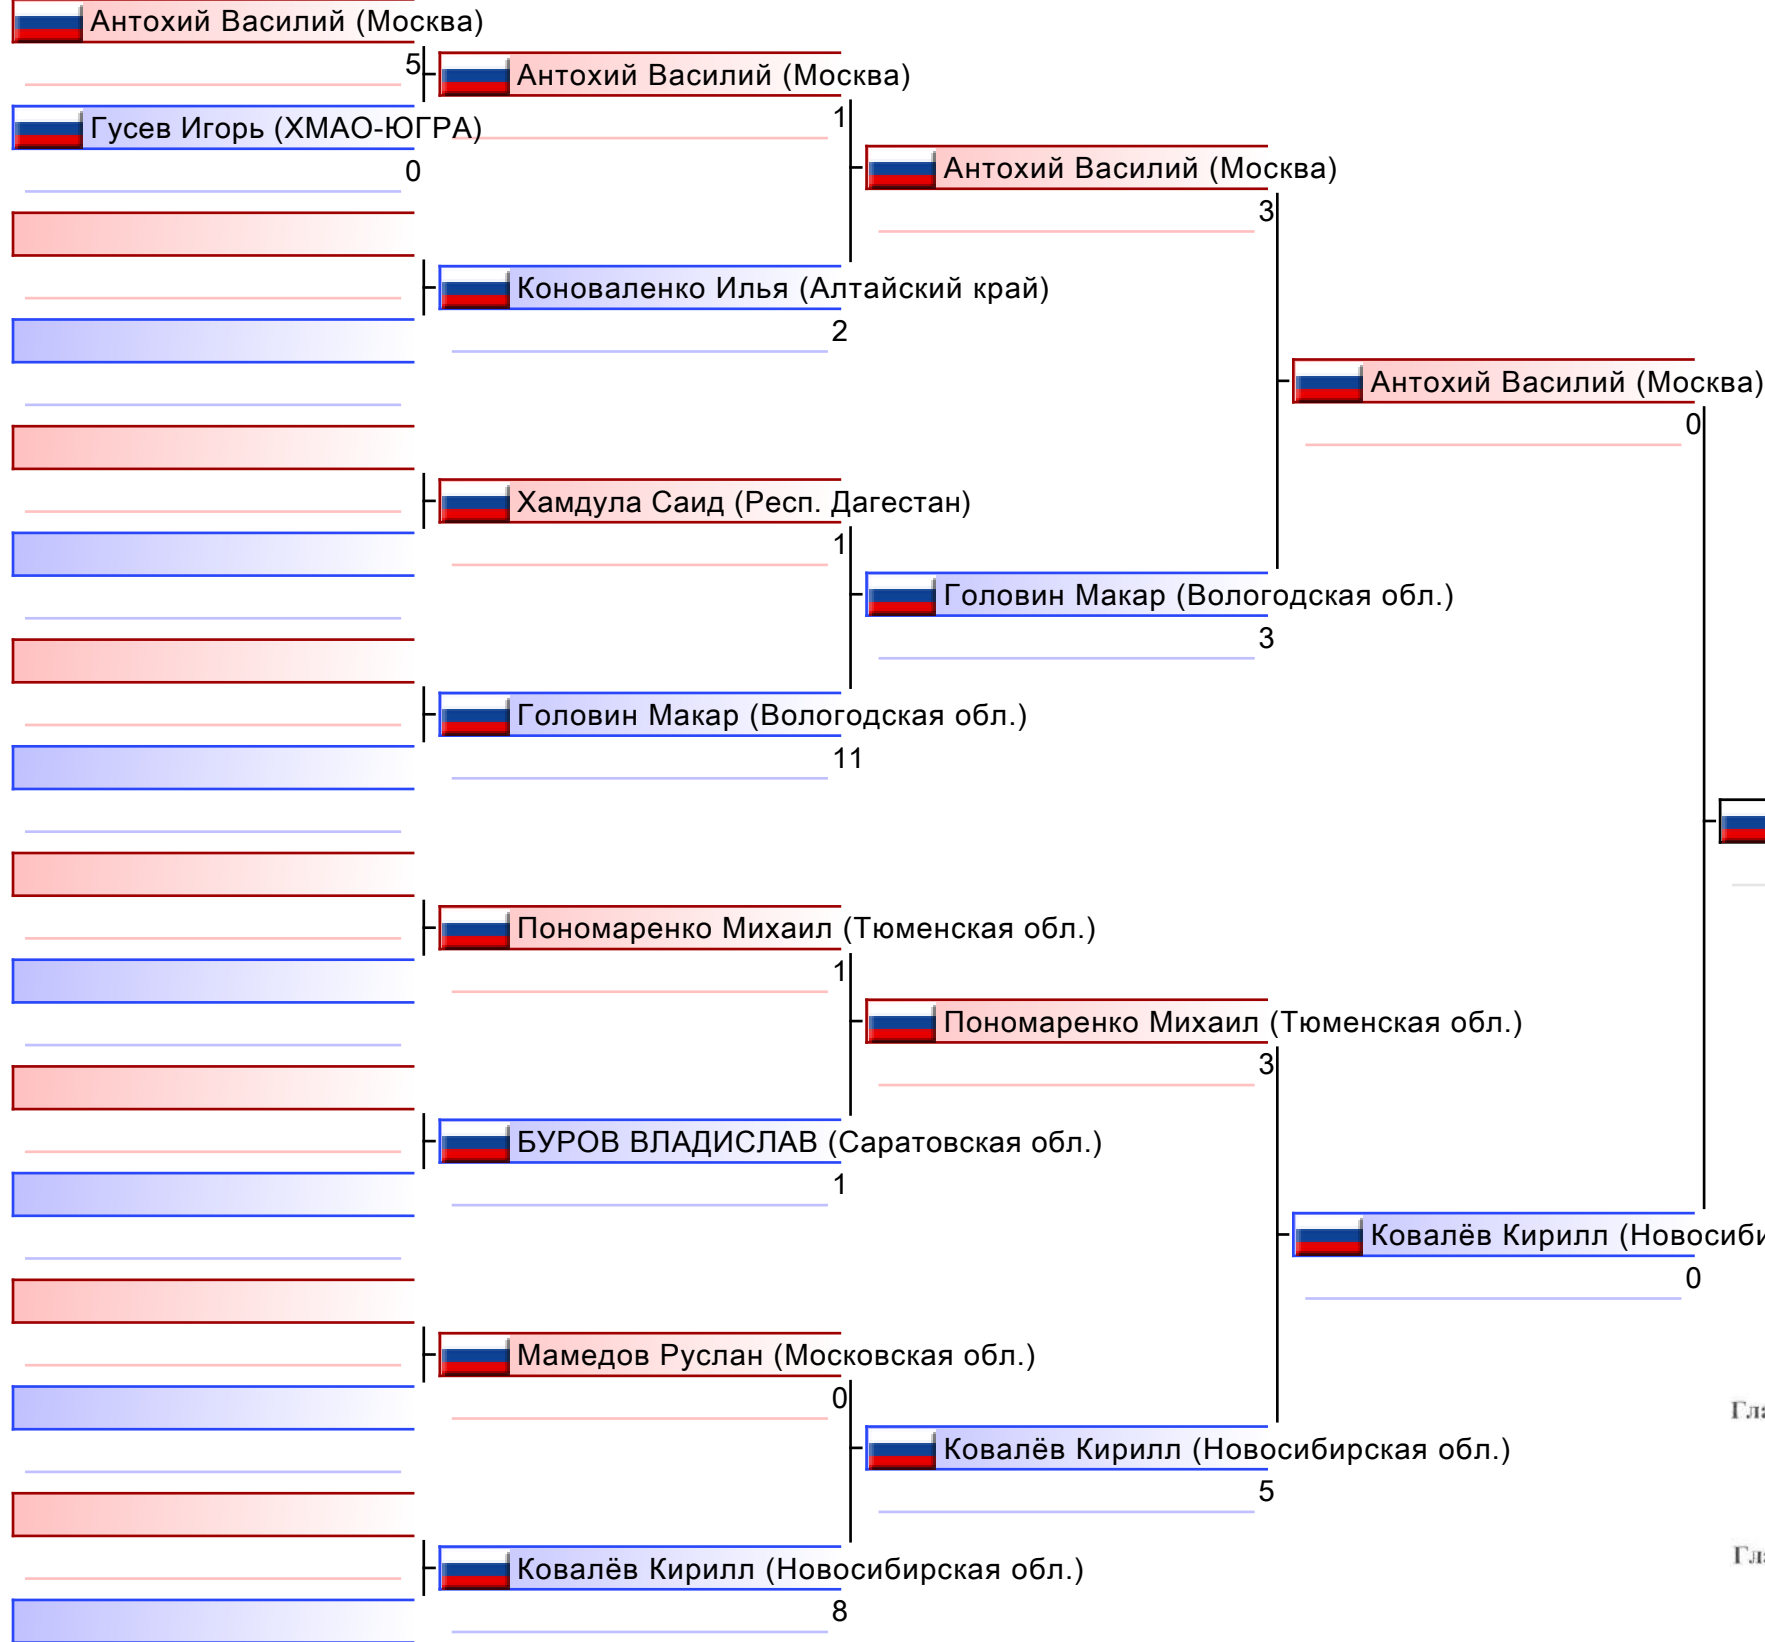 Антохий Василий (Москва)
5
Гусев Игорь (ХМАО-ЮГРА)
0
Антохий Василий (Москва)
1
Коноваленко Илья (Алтайский край)
2
Хамдула Саид (Респ. Дагестан)
1
Головин Макар (Вологодская обл.)
11
Пономаренко Михаил (Тюменская обл.)
1
БУРОВ ВЛАДИСЛАВ (Саратовская обл.)
1
Мамедов Руслан (Московская обл.)
0
Ковалёв Кирилл (Новосибирская обл.)
8
Антохий Василий (Москва)
3
Головин Макар (Вологодская обл.)
3
Пономаренко Михаил (Тюменская обл.)
3
Ковалёв Кирилл (Новосибирская обл.)
5
Антохий Василий (Москва)
0
Ковалёв Кирилл (Новосиби
0